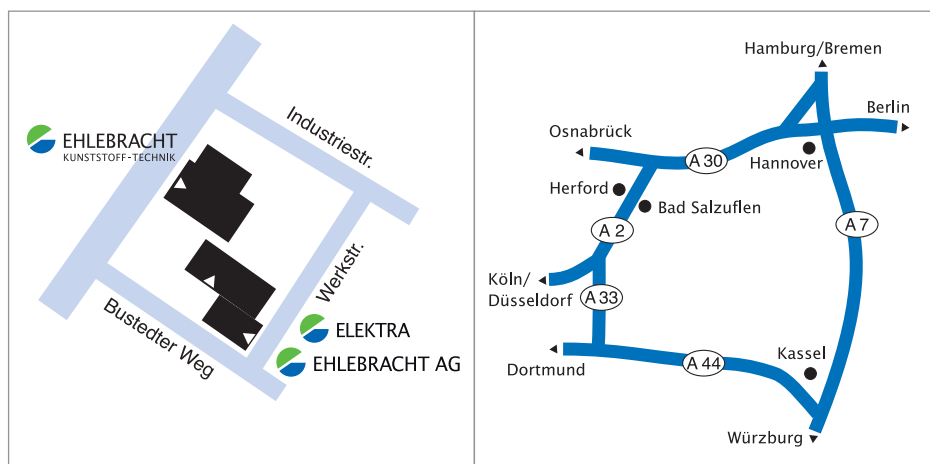 EHLEBRACHT
KUNSTSTOFF-TECHNIK
Industriestr.
Werkstr.
Bustedter Weg
ELEKTRA
EHLEBRACHT AG
Hamburg/Bremen
Berlin
Osnabrück
A 30
Hannover
Herford
Bad Salzuflen
A 2
A 7
Köln/
Düsseldorf
A 33
Dortmund
A 44
Kassel
Würzburg